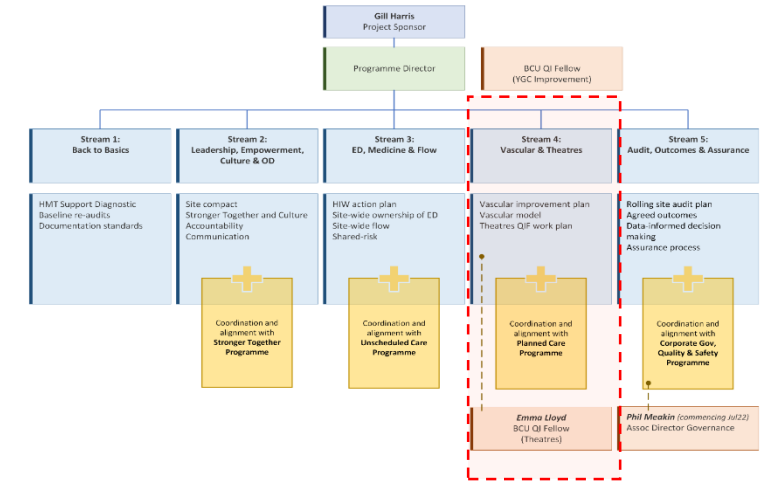 Gill Harris
Project Sponsor
Programme Director
BCU QI Fellow
(YGC Improvement)
Stream 1:
Back to Basics
Stream 2:
Leadership, Empowerment,
Culture & OD
Stream 3:
ED, Medicine & Flow
Stream 4:
Vascular & Theatres
Stream 5:
Audit, Outcomes & Assurance
HMT Support Diagnostic
Baseline re-audits
Documentation standards
Site compact
Stronger Together and Culture
Accountability
Communication
HIW action plan
Site-wide ownership of ED
Site-wide flow
Shared-risk
Vascular improvement plan
Vascular model
Theatres QIF work plan
Rolling site audit plan
Agreed outcomes
Data-informed decision
making
Assurance process
Coordination and
alignment with
Stronger Together
Programme
Coordination and
alignment with
Unscheduled Care
Programme
Coordination and
alignment with
Planned Care
Programme
Coordination and
alignment with
Corporate Gov,
Quality & Safety
Programme
Emma Lloyd
BCU QI Fellow
(Theatres)
Phil Meakin (commencing Jul22)
Assoc Director Governance